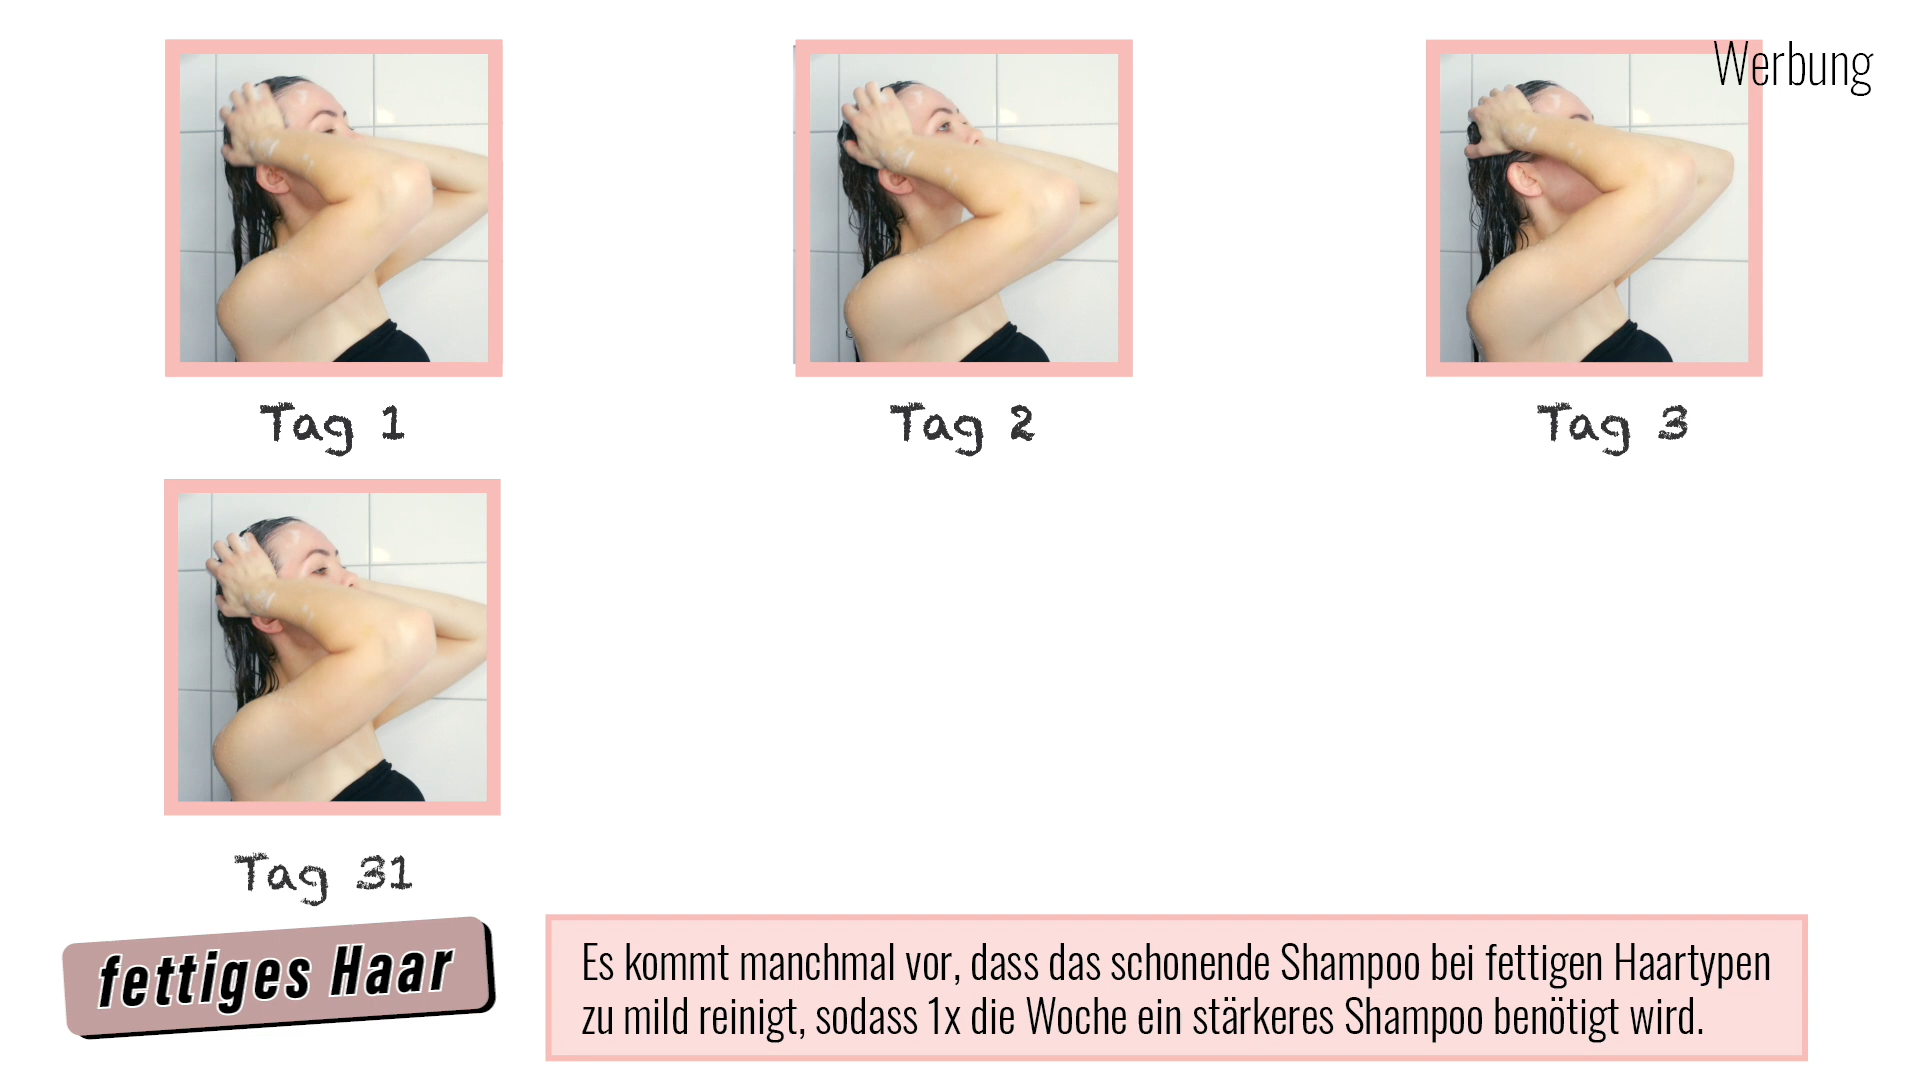 Werbung
Tag 1
Tag 2
Tag 3
Tag 31
fettiges Haar
Es kommt manchmal vor, dass das schonende Shampoo bei fettigen Haartypen
zu mild reinigt, sodass 1x die Woche ein stärkeres Shampoo benötigt wird.